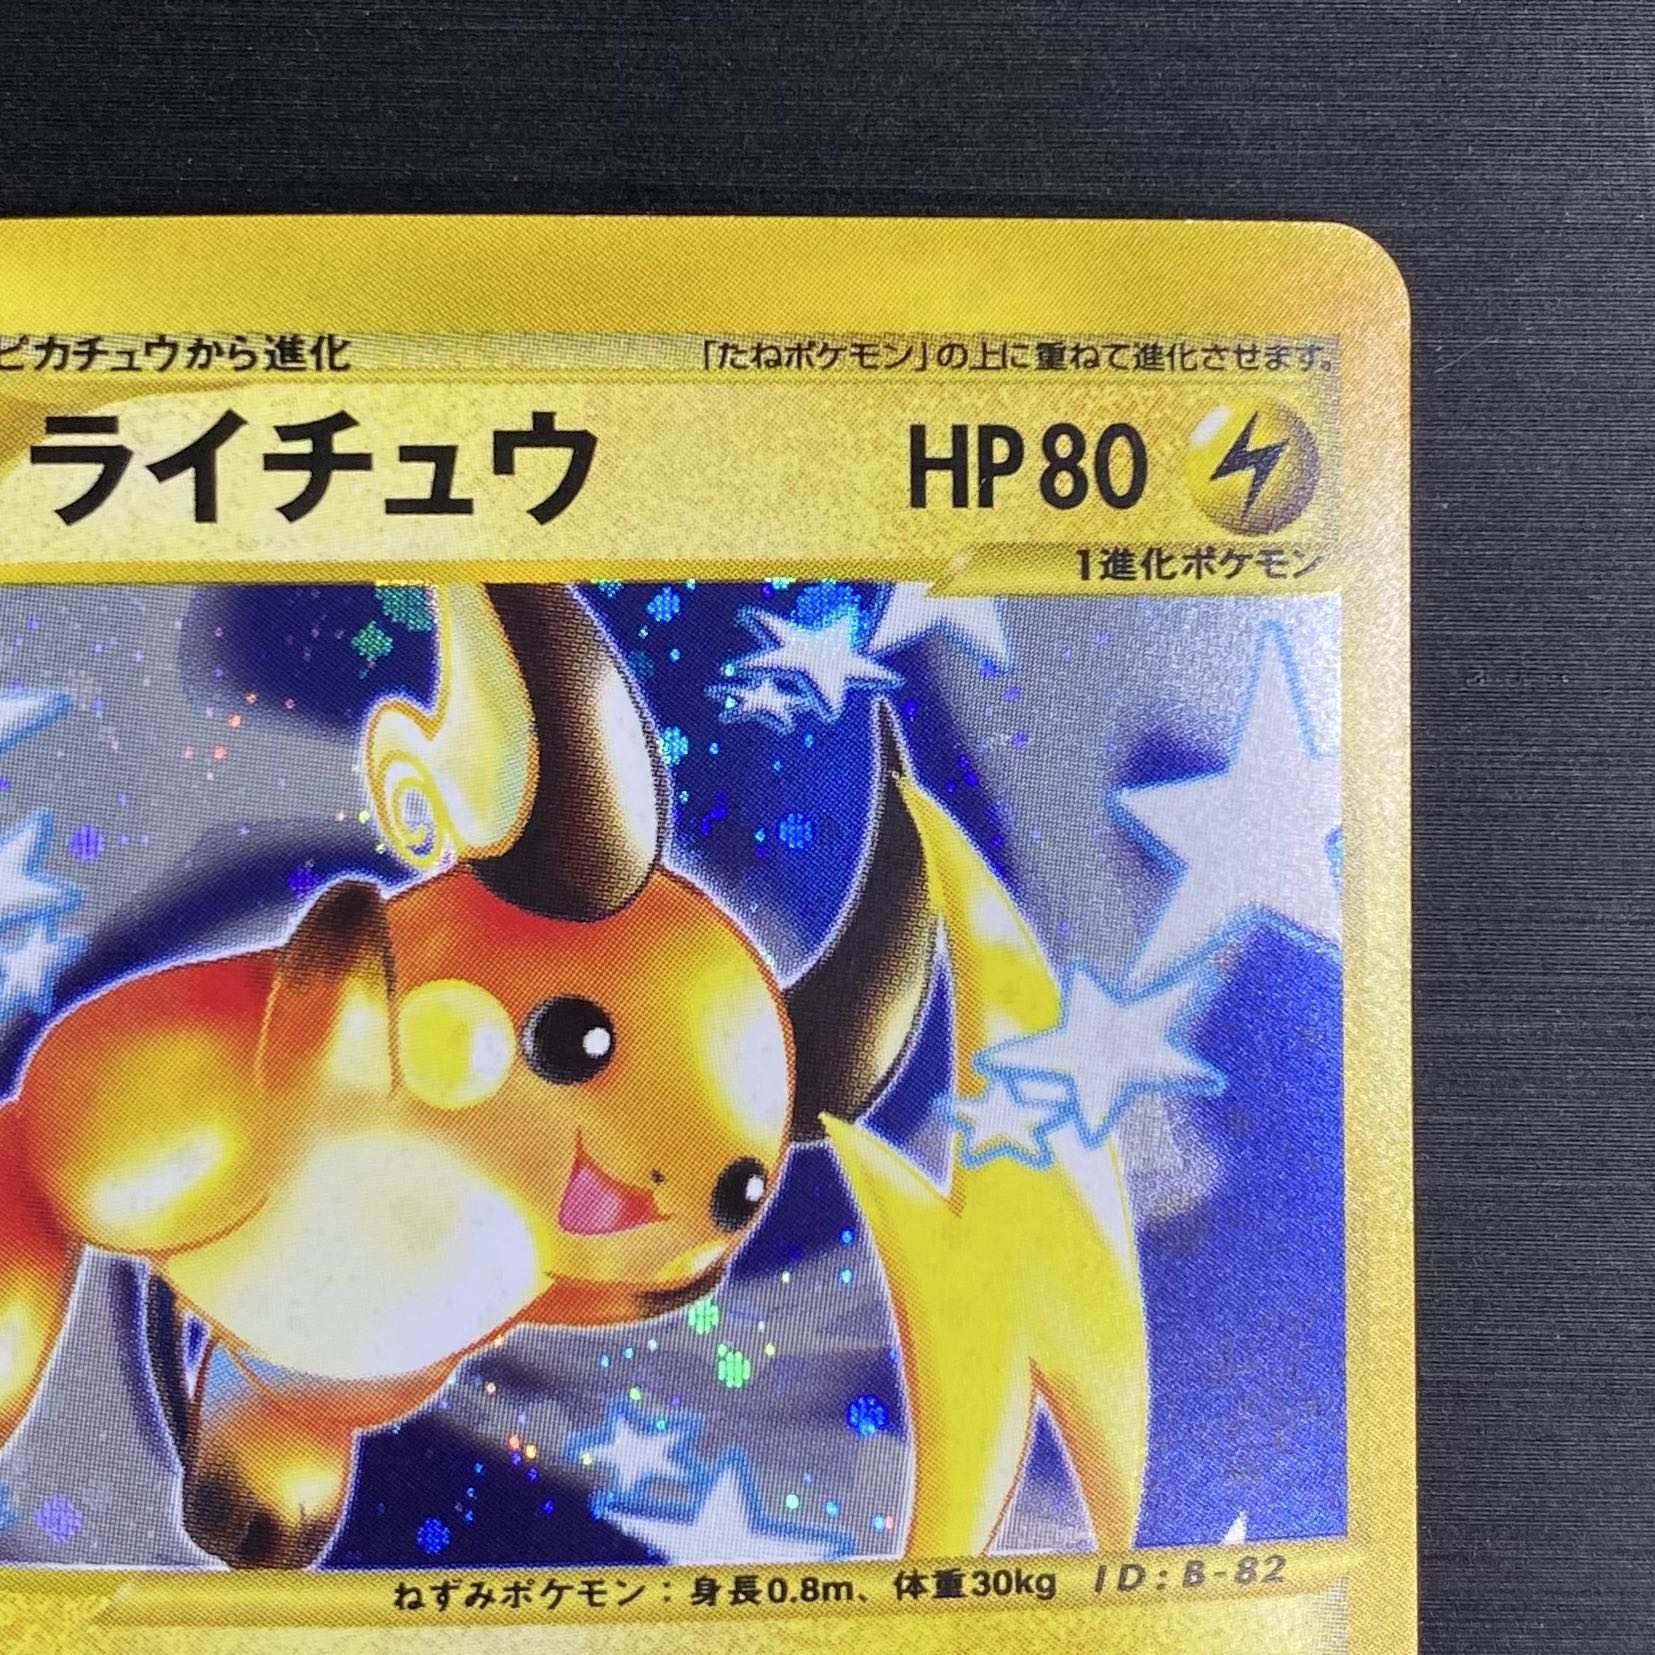 ピカチュウから進化
「たねポケモン」の上に重ねて進化させます。
ライチュウ HP80
1進化ポケモン
ねずみポケモン：身長0.8m、体重30kg ID:B-82